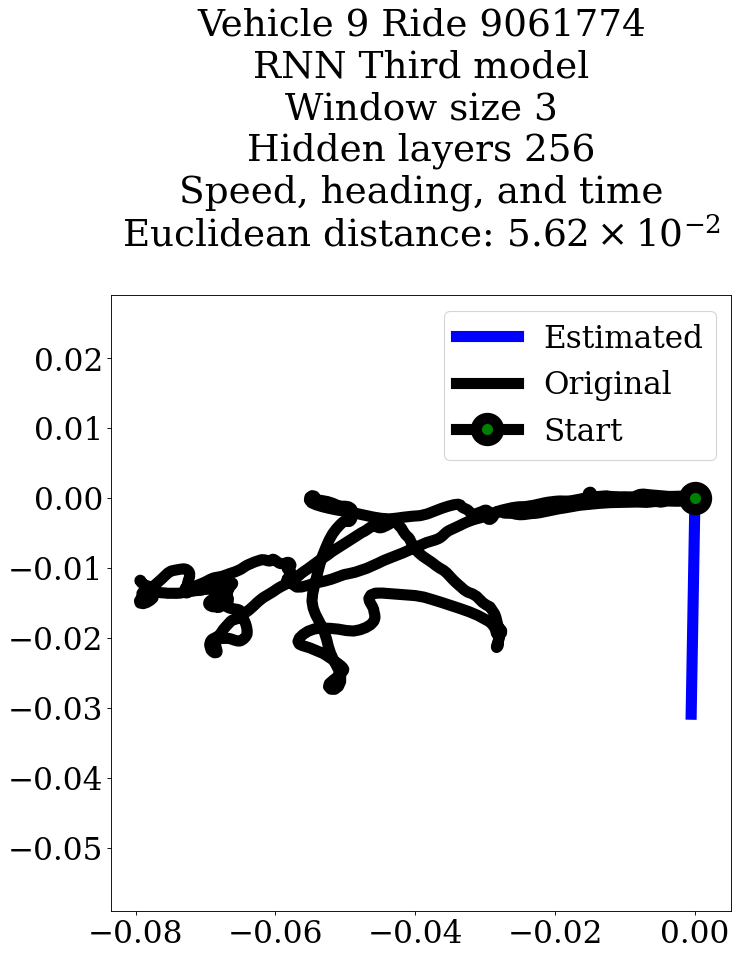 Vehicle 9 Ride 9061774
RNN Third model
Window size 3
Hidden layers 256
Speed, heading, and time
Euclidean distance: 5.62 × 10⁻²
Estimated
Original
Start
0.02
0.01
0.00
−0.01
−0.02
−0.03
−0.04
−0.05
−0.08 −0.06 −0.04 −0.02 0.00